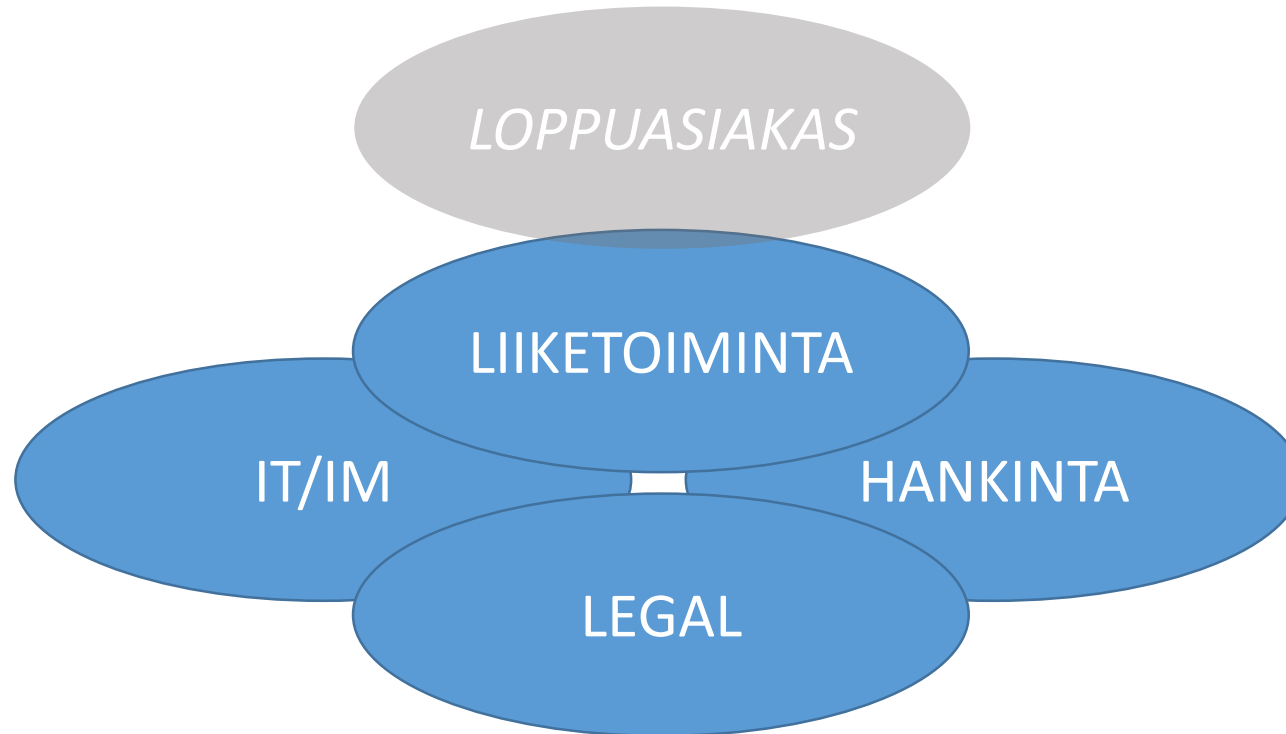 LOPPUASIAKAS
LIIKETOIMINTA
IT/IM
HANKINTA
LEGAL